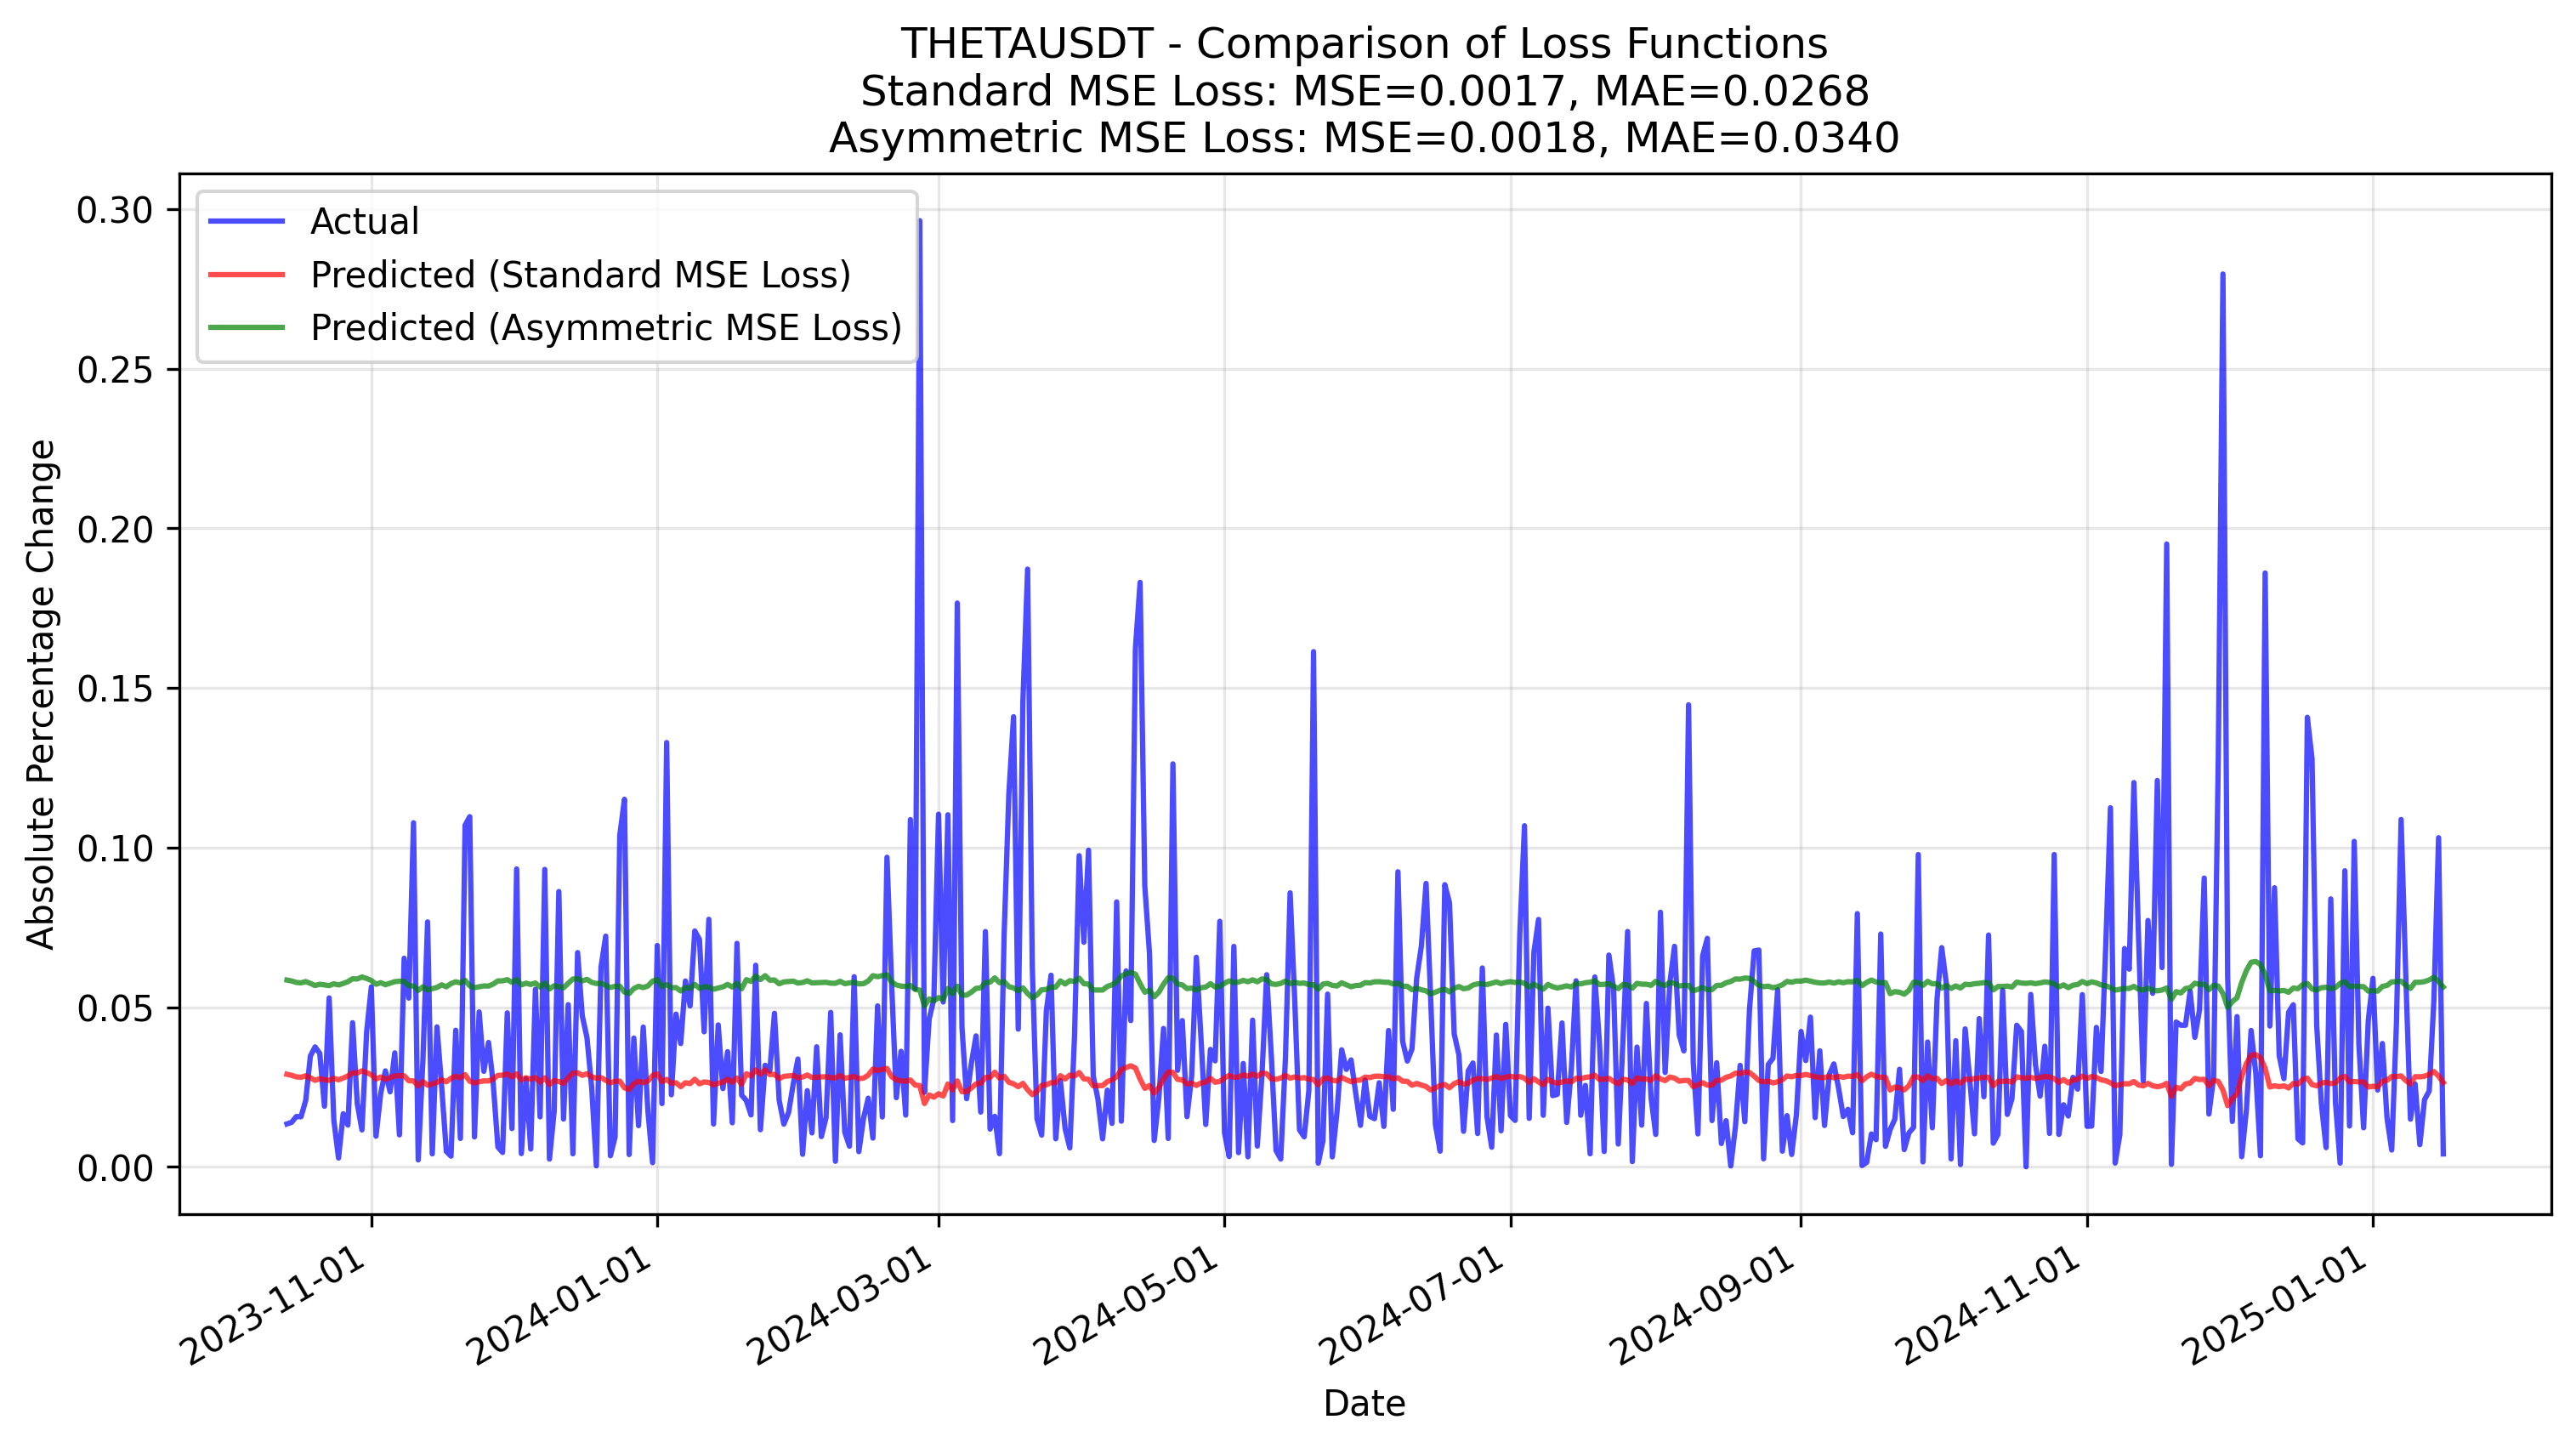 THETAUSDT - Comparison of Loss Functions
Standard MSE Loss: MSE=0.0017, MAE=0.0268
Asymmetric MSE Loss: MSE=0.0018, MAE=0.0340
Actual
Predicted (Standard MSE Loss)
Predicted (Asymmetric MSE Loss)
Absolute Percentage Change
0.30
0.25
0.20
0.15
0.10
0.05
0.00
2023-11-01
2024-01-01
2024-03-01
2024-05-01
2024-07-01
2024-09-01
2024-11-01
2025-01-01
Date